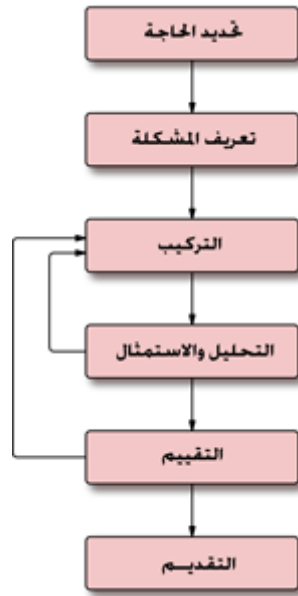 تحديد الحاجة
تعريف المشكلة
التركيب
التحليل والاستمثال
التقييم
التقديم